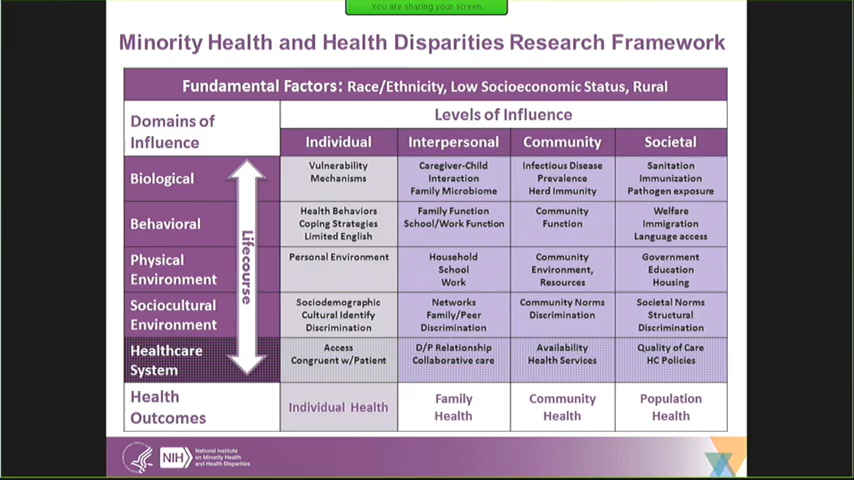 You are sharing your screen.
Minority Health and Health Disparities Research Framework
Fundamental Factors: Race/Ethnicity, Low Socioeconomic Status, Rural
Domains of
Influence
Levels of Influence
Individual
Interpersonal
Community
Societal
Lifecourse
Biological
Vulnerability
Mechanisms
Caregiver-Child
Interaction
Family Microbiome
Infectious Disease
Prevalence
Herd Immunity
Sanitation
Immunization
Pathogen exposure
Behavioral
Health Behaviors
Coping Strategies
Limited English
Family Function
School/Work Function
Community
Function
Welfare
Immigration
Language access
Physical
Environment
Personal Environment
Household
School
Work
Community
Environment,
Resources
Government
Education
Housing
Sociocultural
Environment
Sociodemographic
Cultural Identify
Discrimination
Networks
Family/Peer
Discrimination
Community Norms
Discrimination
Societal Norms
Structural
Discrimination
Healthcare
System
Access
Congruent w/Patient
D/P Relationship
Collaborative care
Availability
Health Services
Quality of Care
HC Policies
Health
Outcomes
Individual Health
Family
Health
Community
Health
Population
Health
NIH
National Institute
on Minority Health
and Health Disparities